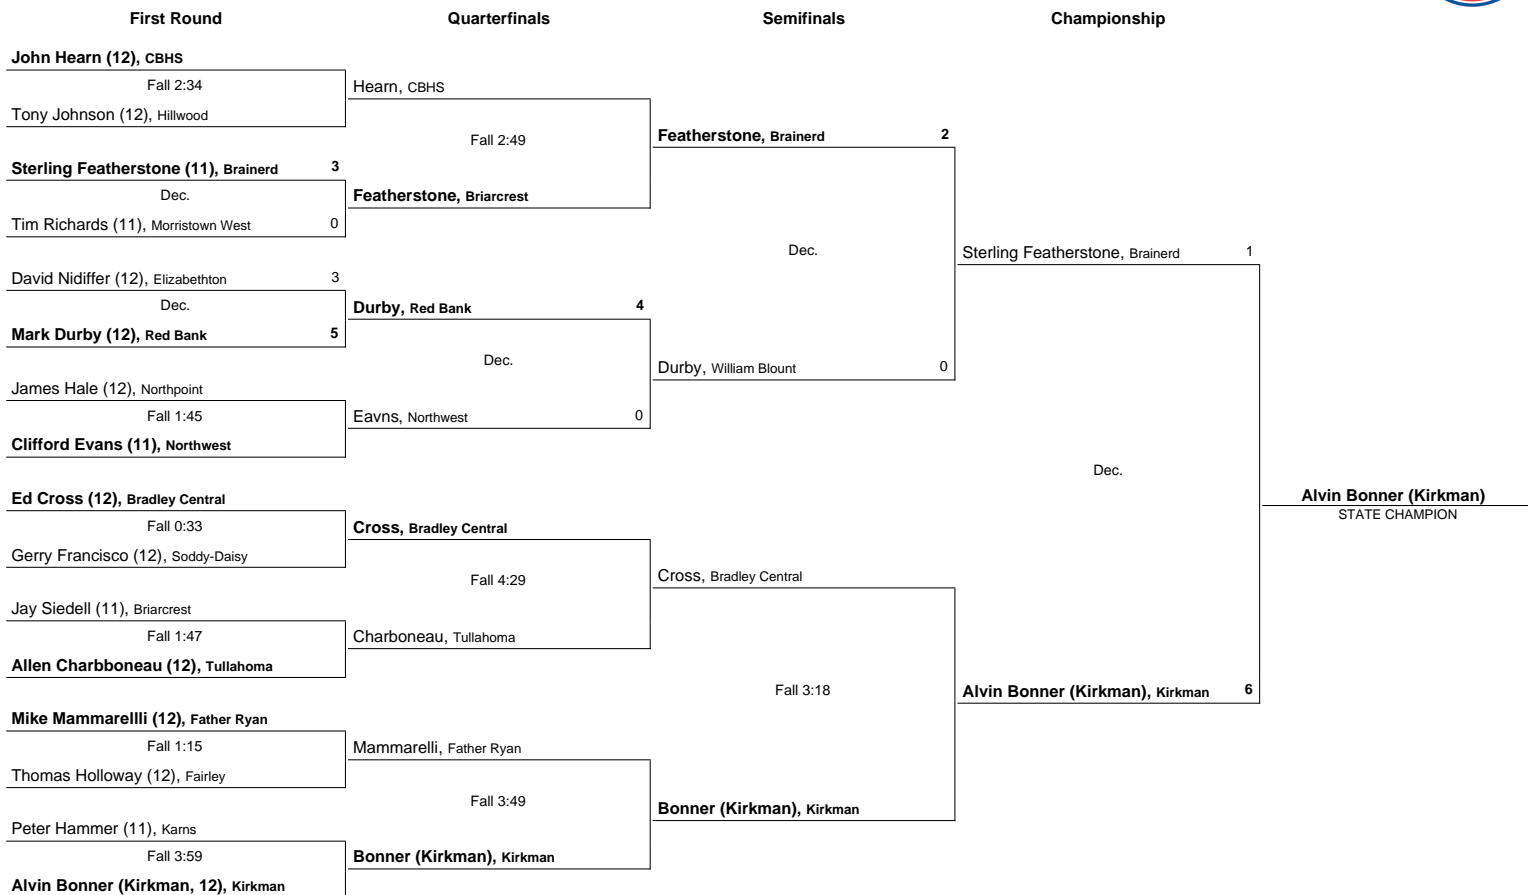 First Round Quarterfinals Semifinals Championship
John Hearn (12), CBHS
Fall 2:34
Hearn, CBHS
Tony Johnson (12), Hillwood
Fall 2:49
Featherstone, Brainerd 2
Sterling Featherstone (11), Brainerd 3
Dec.
Featherstone, Briarcrest
Tim Richards (11), Morristown West 0
Dec.
Sterling Featherstone, Brainerd 1
David Nidiffer (12), Elizabethton 3
Dec.
Durby, Red Bank 4
Mark Durby (12), Red Bank 5
Dec.
Durby, William Blount 0
James Hale (12), Northpoint
Fall 1:45
Eavns, Northwest 0
Clifford Evans (11), Northwest
Dec.
Alvin Bonner (Kirkman)
STATE CHAMPION
Ed Cross (12), Bradley Central
Fall 0:33
Cross, Bradley Central
Gerry Francisco (12), Soddy-Daisy
Fall 4:29
Cross, Bradley Central
Jay Siedell (11), Briarcrest
Fall 1:47
Charboneau, Tullahoma
Allen Charbboneau (12), Tullahoma
Fall 3:18
Alvin Bonner (Kirkman), Kirkman 6
Mike Mammarellli (12), Father Ryan
Fall 1:15
Mammarelli, Father Ryan
Thomas Holloway (12), Fairley
Fall 3:49
Bonner (Kirkman), Kirkman
Peter Hammer (11), Karns
Fall 3:59
Bonner (Kirkman), Kirkman
Alvin Bonner (Kirkman, 12), Kirkman